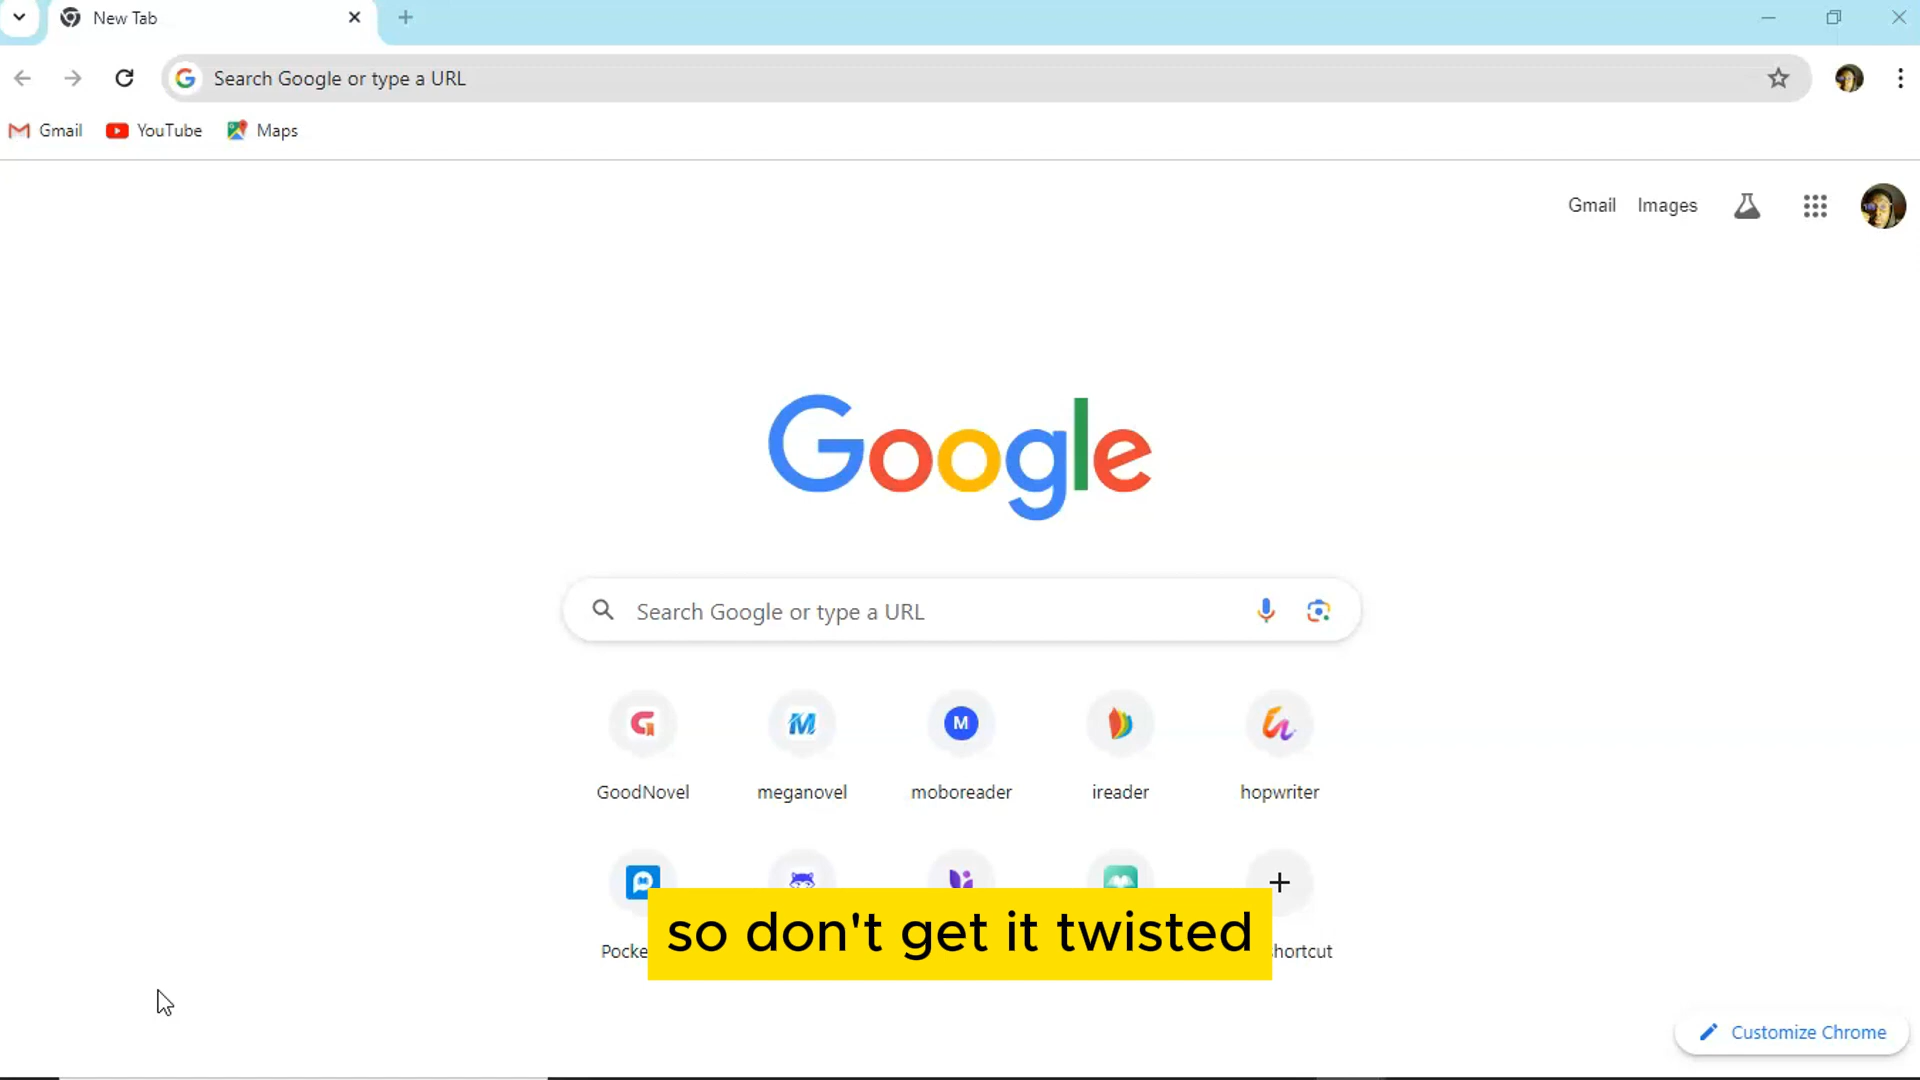 New Tab
Search Google or type a URL
Gmail
YouTube
Maps
Gmail
Images
Google
Search Google or type a URL
GoodNovel
meganovel
moboreader
ireader
hopwriter
Pocke
shortcut
so don't get it twisted
Customize Chrome